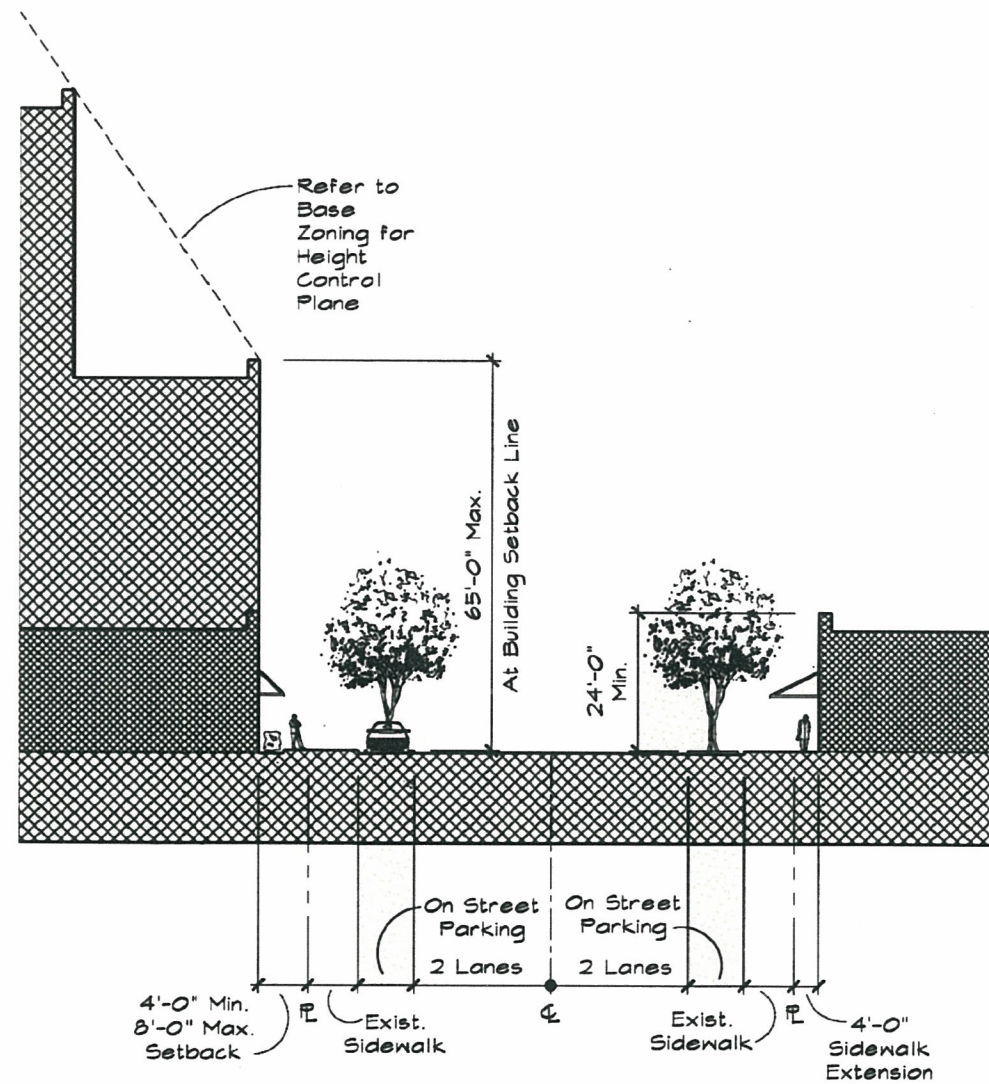 Refer to
Base
Zoning for
Height
Control
Plane
65'-0" Max.
At Building Setback Line
24'-0"
Min.
On Street
Parking
2 Lanes
On Street
Parking
2 Lanes
4'-0" Min.
8'-0" Max.
Setback
PL
Exist.
Sidewalk
CL
Exist.
Sidewalk
PL
4'-0"
Sidewalk
Extension